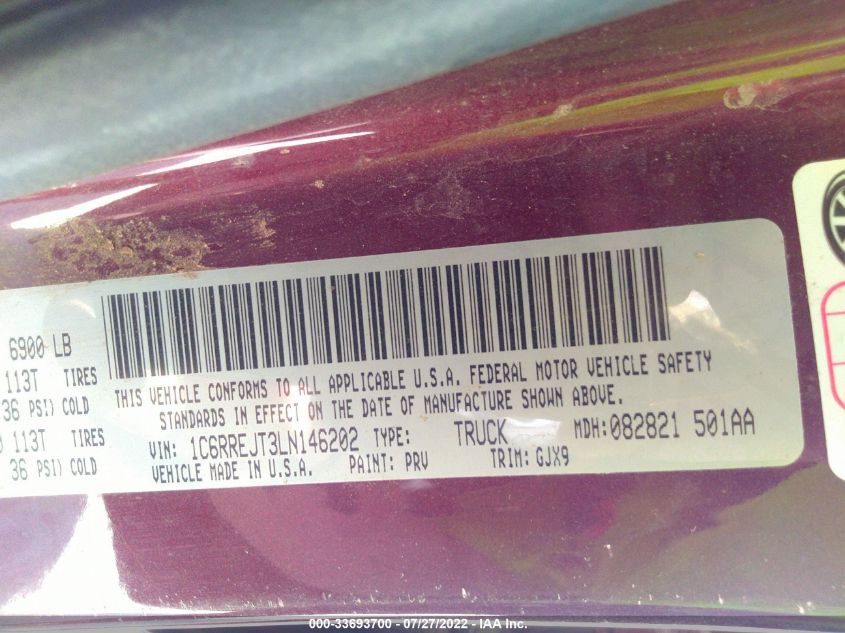 6900 LB
113T TIRES
36 PSI) COLD
113T TIRES
36 PSI) COLD
THIS VEHICLE CONFORMS TO ALL APPLICABLE U.S.A. FEDERAL MOTOR VEHICLE SAFETY
STANDARDS IN EFFECT ON THE DATE OF MANUFACTURE SHOWN ABOVE.
VIN: 1C6RREJT3LN146202 TYPE: TRUCK MDH: 082821 501AA
VEHICLE MADE IN U.S.A. PAINT: PRV TRIM: GJX9
000-33693700 - 07/27/2022 - IAA Inc.